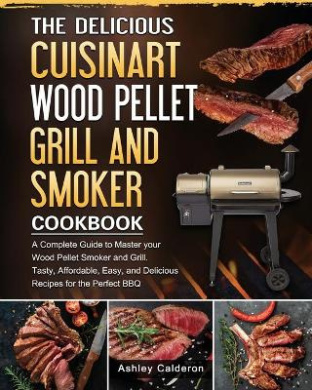 THE DELICIOUS
CUISINART
WOOD PELLET
GRILL AND
SMOKER
COOKBOOK
A Complete Guide to Master your
Wood Pellet Smoker and Grill.
Tasty, Affordable, Easy, and Delicious
Recipes for the Perfect BBQ
Ashley Calderon